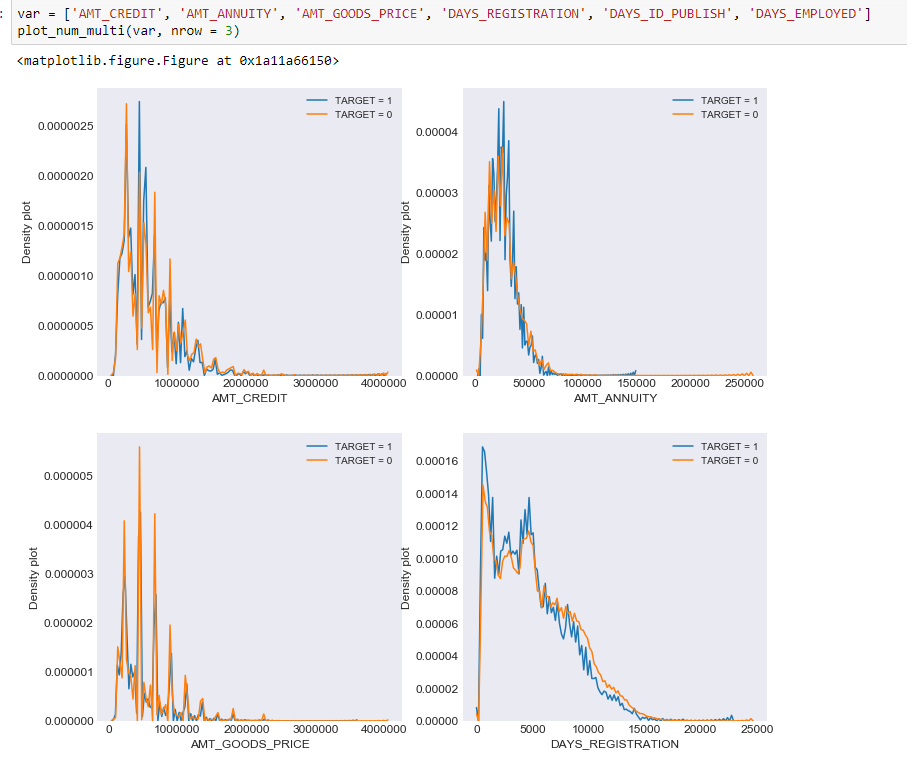 : var = ['AMT_CREDIT', 'AMT_ANNUITY', 'AMT_GOODS_PRICE', 'DAYS_REGISTRATION', 'DAYS_ID_PUBLISH', 'DAYS_EMPLOYED']
plot_num_multi(var, nrow = 3)
<matplotlib.figure.Figure at 0x1a11a66150>
TARGET = 1
TARGET = 0
0.0000025
0.0000020
0.0000015
0.0000010
0.0000005
0.0000000
Density plot
0 1000000 2000000 3000000 4000000
AMT_CREDIT
TARGET = 1
TARGET = 0
0.00004
0.00003
0.00002
0.00001
0.00000
Density plot
0 50000 100000 150000 200000 250000
AMT_ANNUITY
TARGET = 1
TARGET = 0
0.000005
0.000004
0.000003
0.000002
0.000001
0.000000
Density plot
0 1000000 2000000 3000000 4000000
AMT_GOODS_PRICE
TARGET = 1
TARGET = 0
0.00016
0.00014
0.00012
0.00010
0.00008
0.00006
0.00004
0.00002
0.00000
Density plot
0 5000 10000 15000 20000 25000
DAYS_REGISTRATION